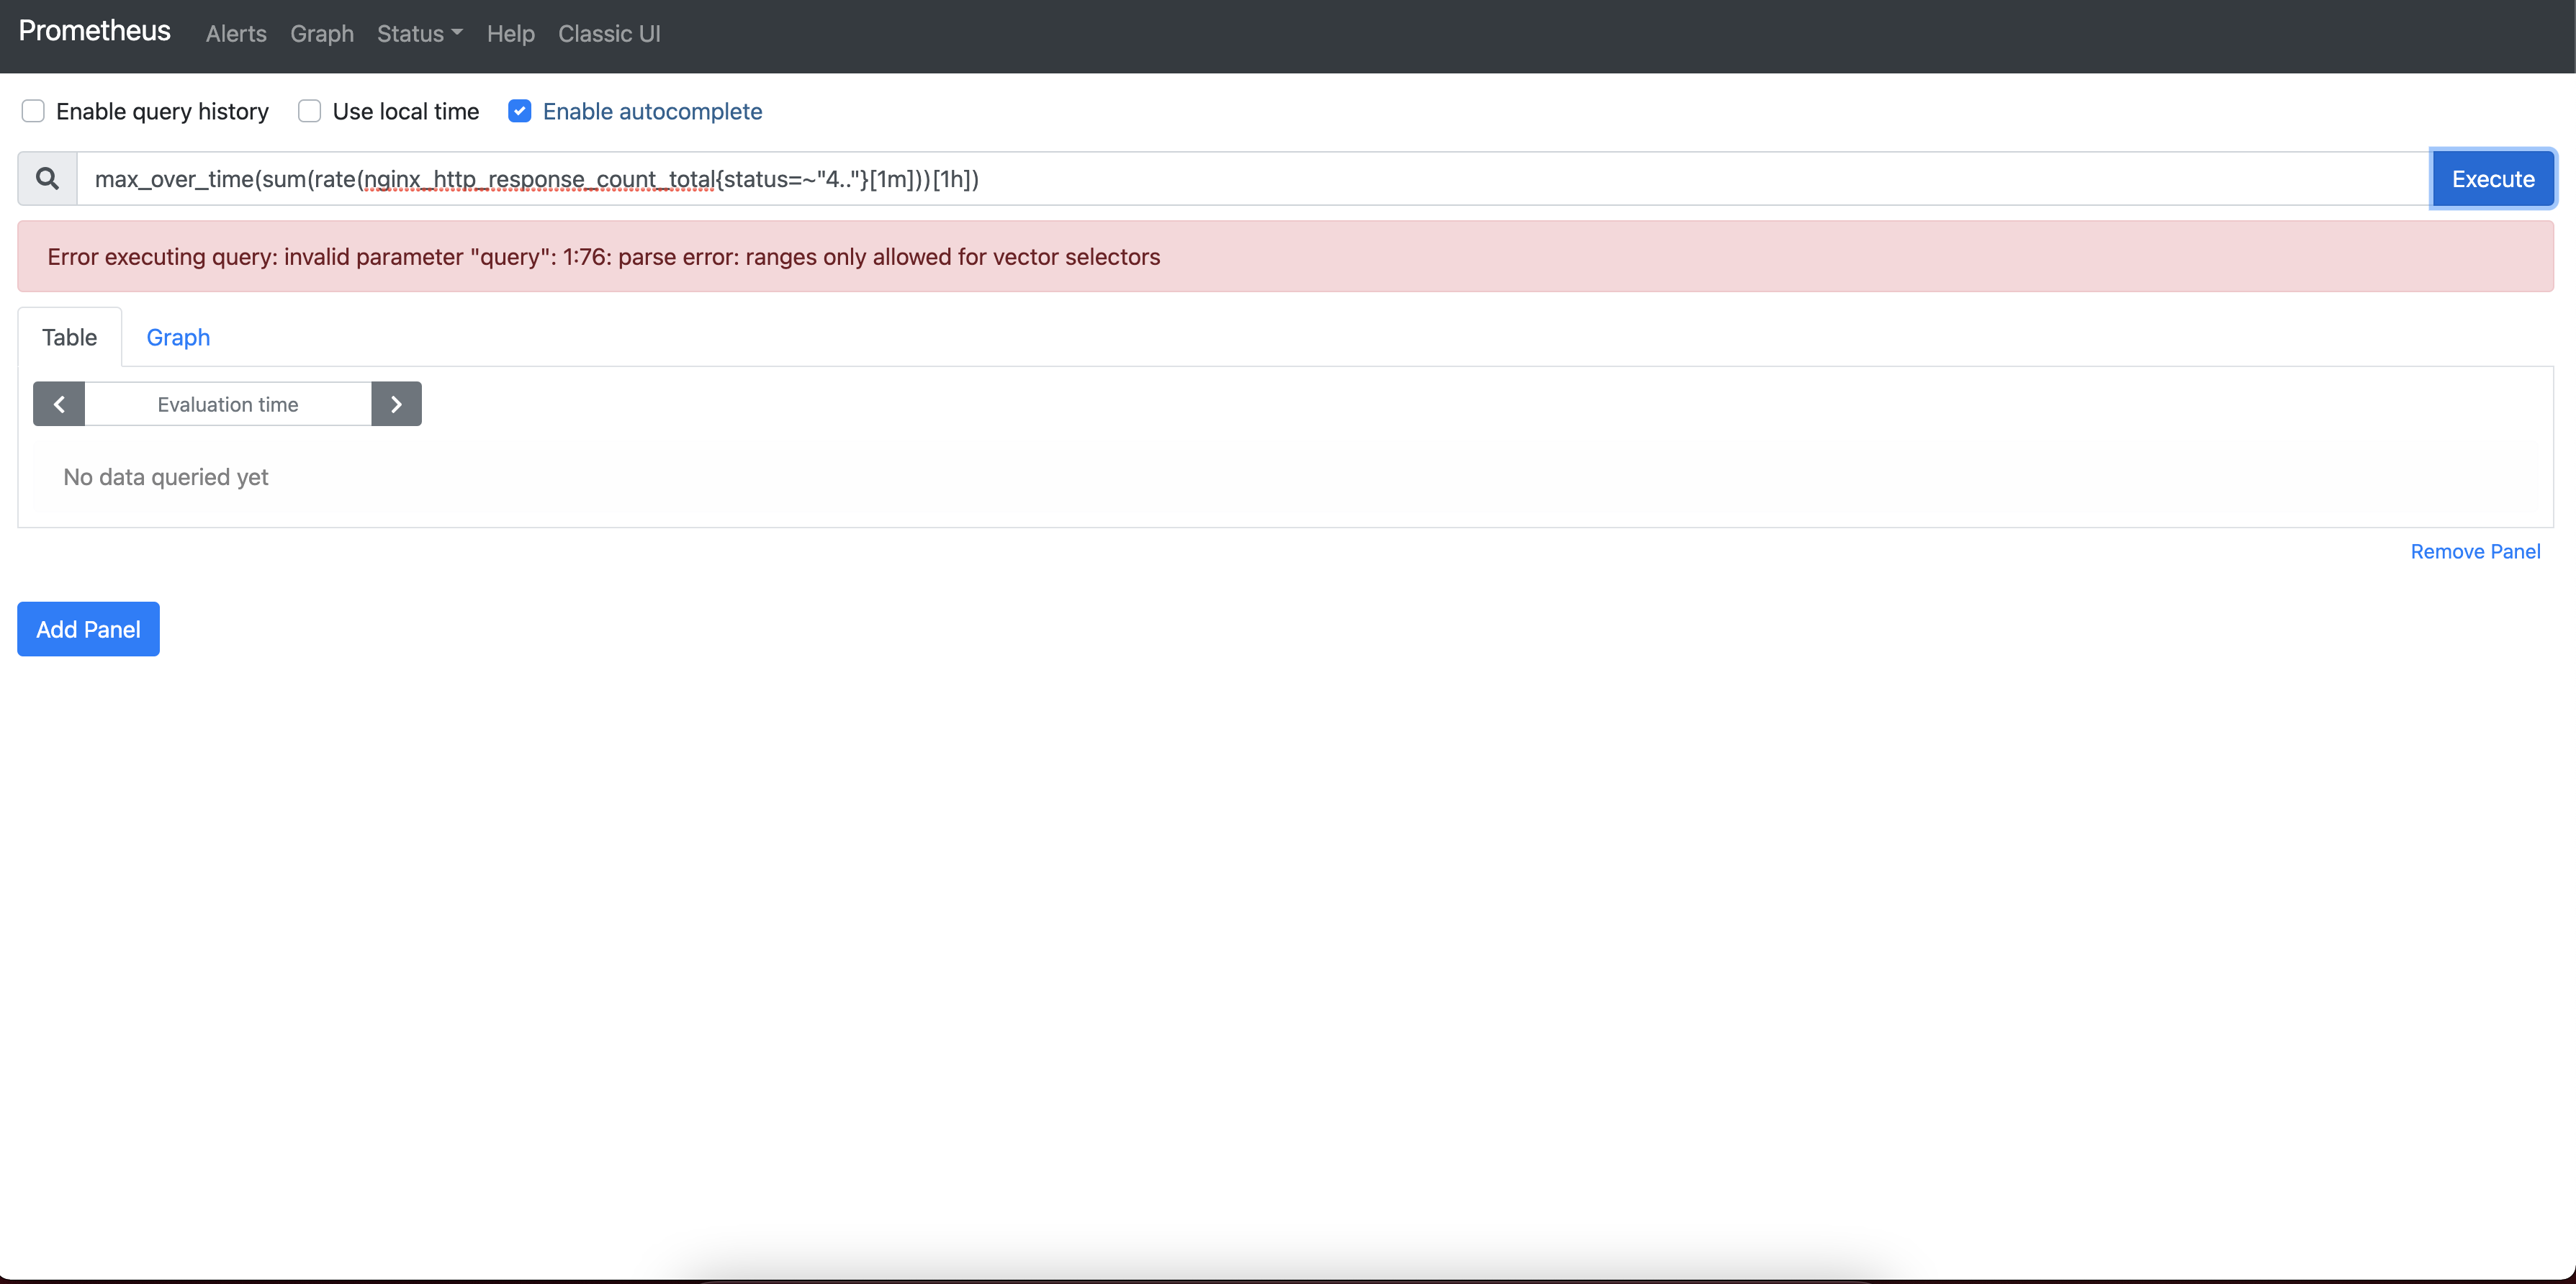 Prometheus Alerts Graph Status Help Classic UI
Enable query history Use local time Enable autocomplete
max_over_time(sum(rate(nginx_http_response_count_total{status=~"4.."}[1m]))[1h])
Execute
Error executing query: invalid parameter "query": 1:76: parse error: ranges only allowed for vector selectors
Table Graph
Evaluation time
No data queried yet
Remove Panel
Add Panel